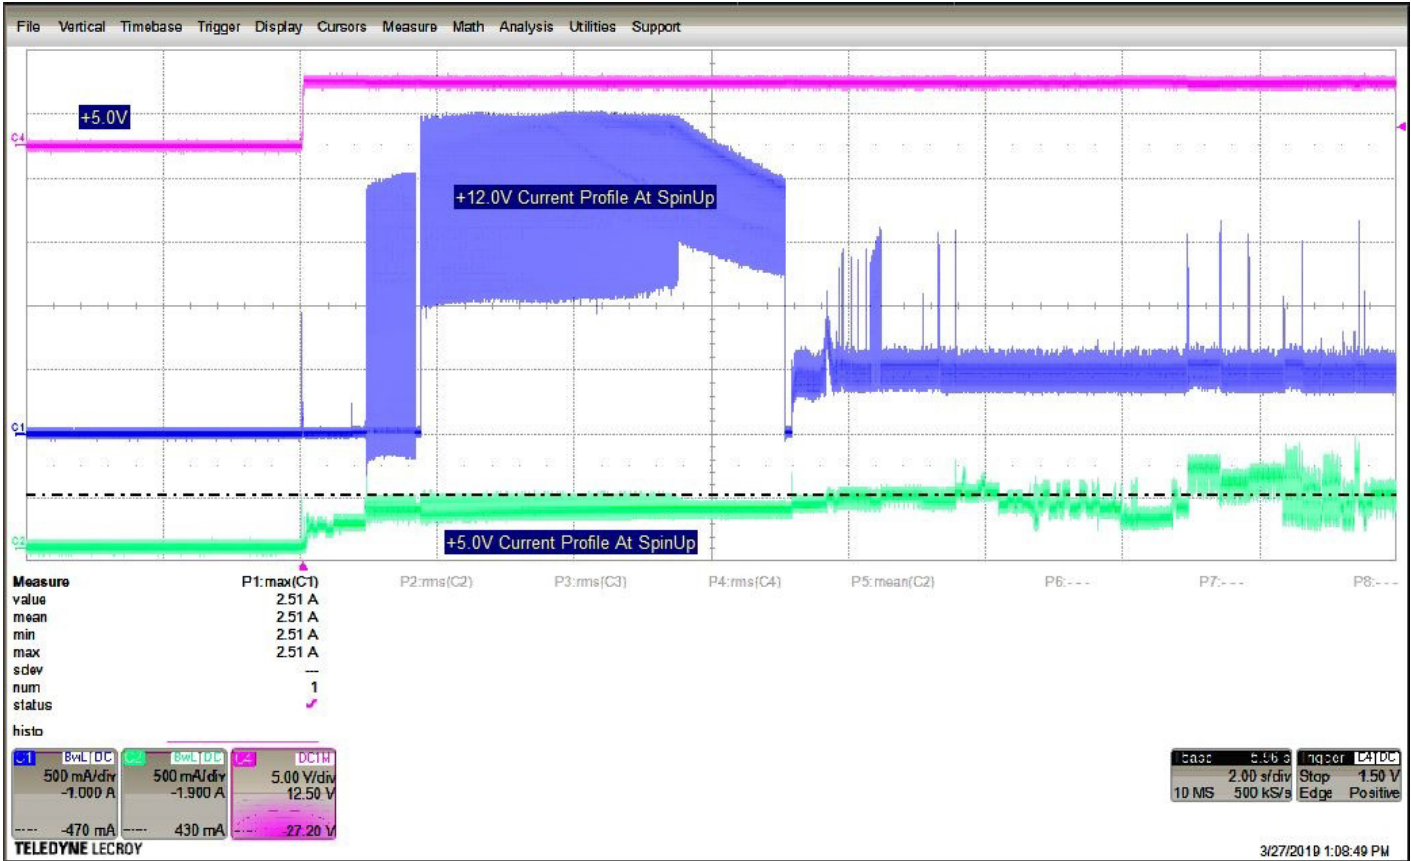 File Vertical Timebase Trigger Display Cursors Measure Math Analysis Utilities Support
+5.0V
C4
+12.0V Current Profile At SpinUp
C1
C2
+5.0V Current Profile At SpinUp
Measure P1:max(C1) P2:rms(C2) P3:rms(C3) P4:rms(C4) P5:mean(C2) P6:--- P7:--- P8:---
value 2.51 A
mean 2.51 A
min 2.51 A
max 2.51 A
sdev ---
num 1
status
histo
C1 BwL DC C2 BwL DC C4 DC1M
500 mA/div 500 mA/div 5.00 V/div
-1.000 A -1.900 A 12.50 V
-470 mA 430 mA -27.20 V
Tbase Trigger C4 DC
2.00 s/div Stop 1.50 V
10 MS 500 kS/s Edge Positive
TELEDYNE LECROY
3/27/2019 1:08:49 PM